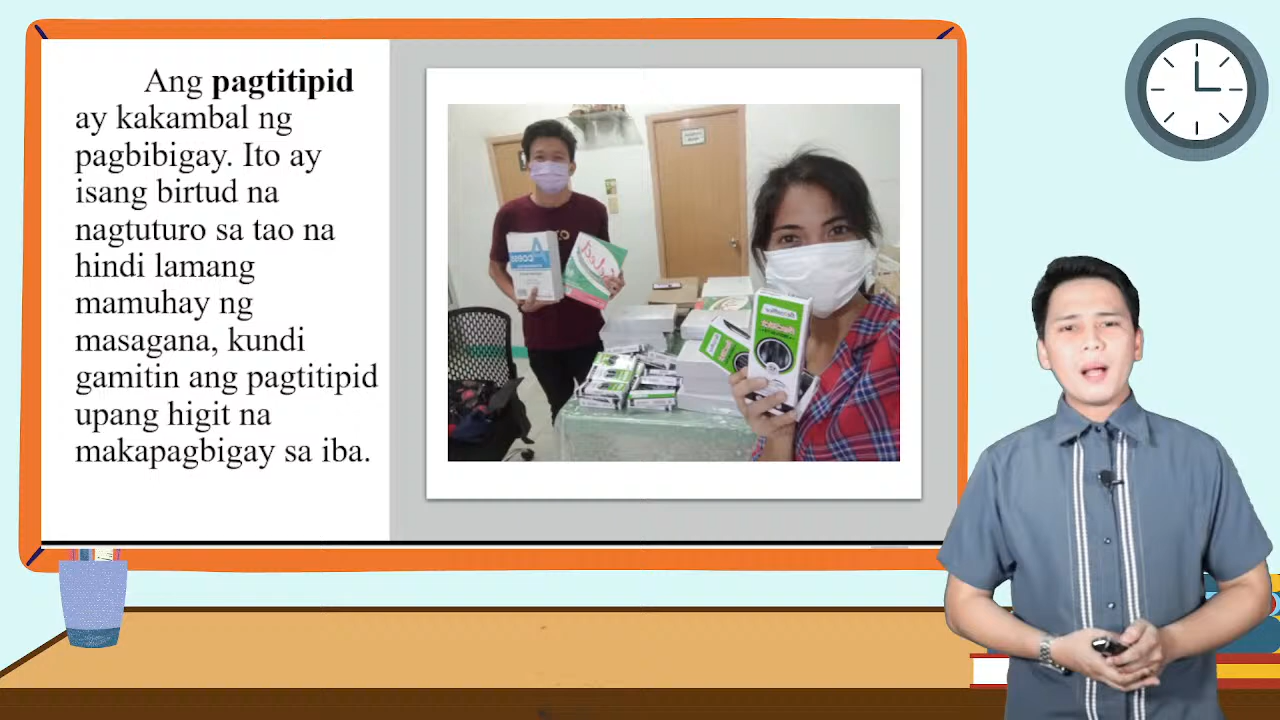 Ang pagtitipid
ay kakambal ng
pagbibigay. Ito ay
isang birtud na
nagtuturo sa tao na
hindi lamang
mamuhay ng
masagana, kundi
gamitin ang pagtitipid
upang higit na
makapagbigay sa iba.